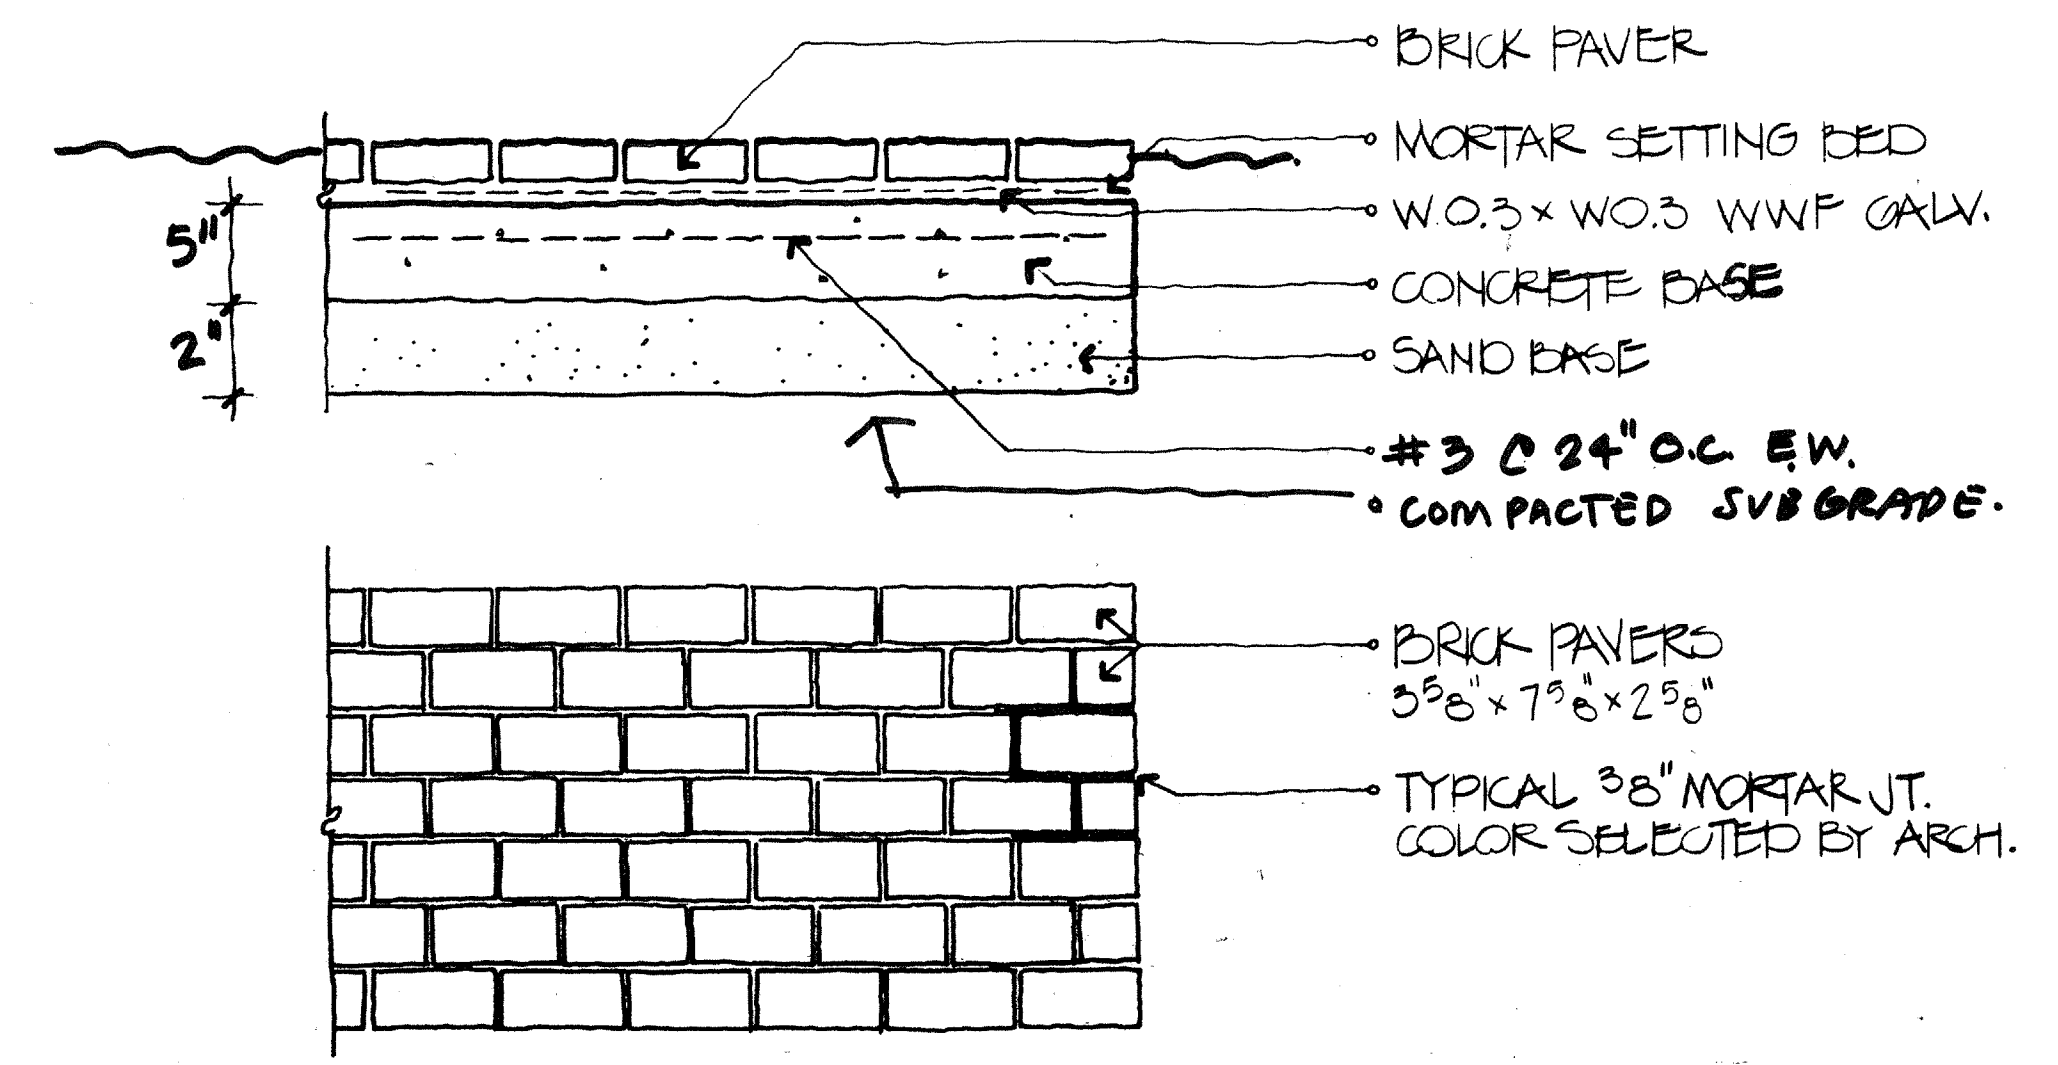 BRICK PAVER
MORTAR SETTING BED
W.0.3 x W0.3 WWF GALV.
5"
CONCRETE BASE
2"
SAND BASE
#3 @ 24" O.C. E.W.
COMPACTED SUBGRADE.
BRICK PAVERS
3 5/8" x 7 5/8" x 2 5/8"
TYPICAL 3/8" MORTAR JT.
COLOR SELECTED BY ARCH.